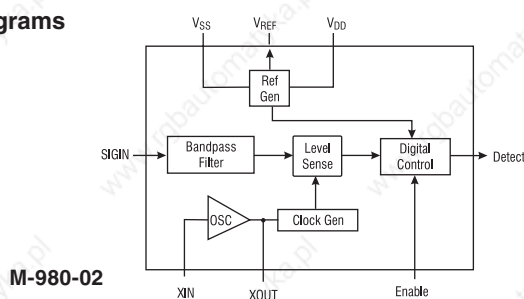 grams
VSS VREF VDD
Ref
Gen
SIGIN
Bandpass
Filter
Level
Sense
Digital
Control
Detect
OSC
Clock Gen
M-980-02
XIN XOUT Enable